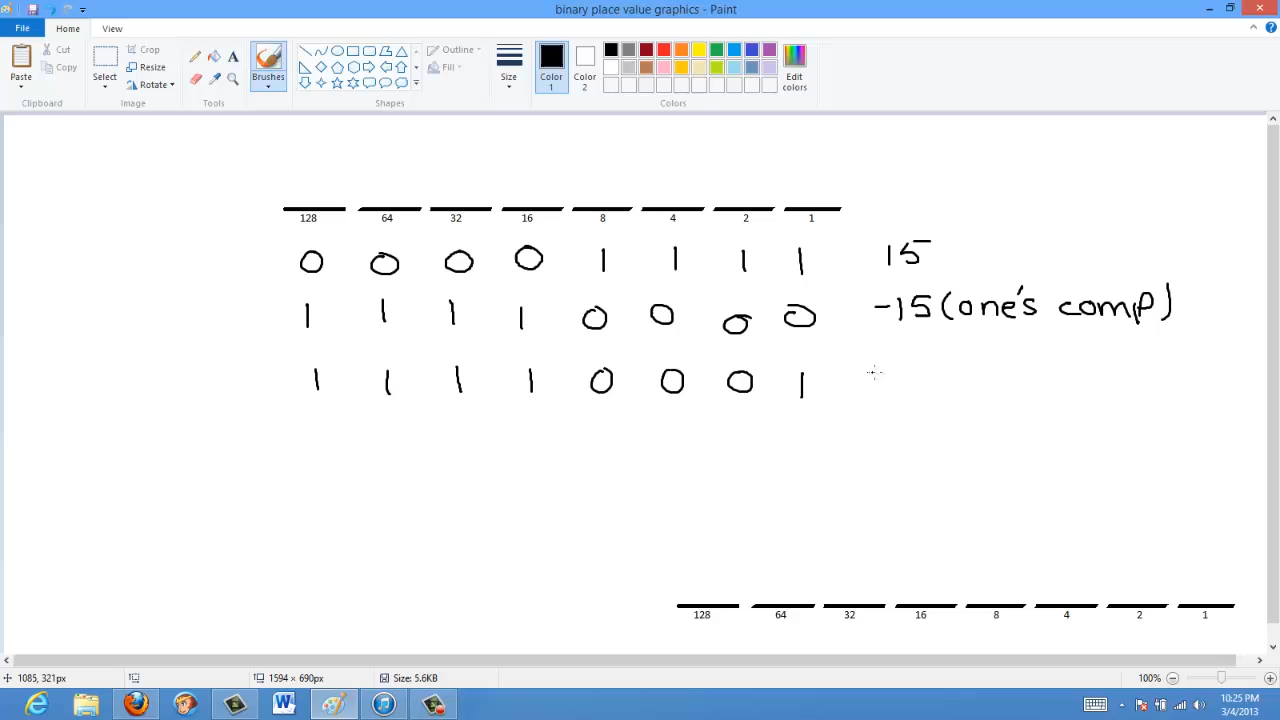 binary place value graphics - Paint
File Home View
Paste Cut Copy
Clipboard
Select Crop Resize Rotate
Image
A
Tools
Brushes
Outline Fill
Shapes
Size
Color 1
Color 2
Edit colors
Colors
128 64 32 16 8 4 2 1
0 0 0 0 1 1 1 1 15
1 1 1 1 0 0 0 0 -15 (one's comp)
1 1 1 1 0 0 0 1
128 64 32 16 8 4 2 1
1085, 321px 1594 × 690px Size: 5.6KB 100%
10:25 PM
3/4/2013